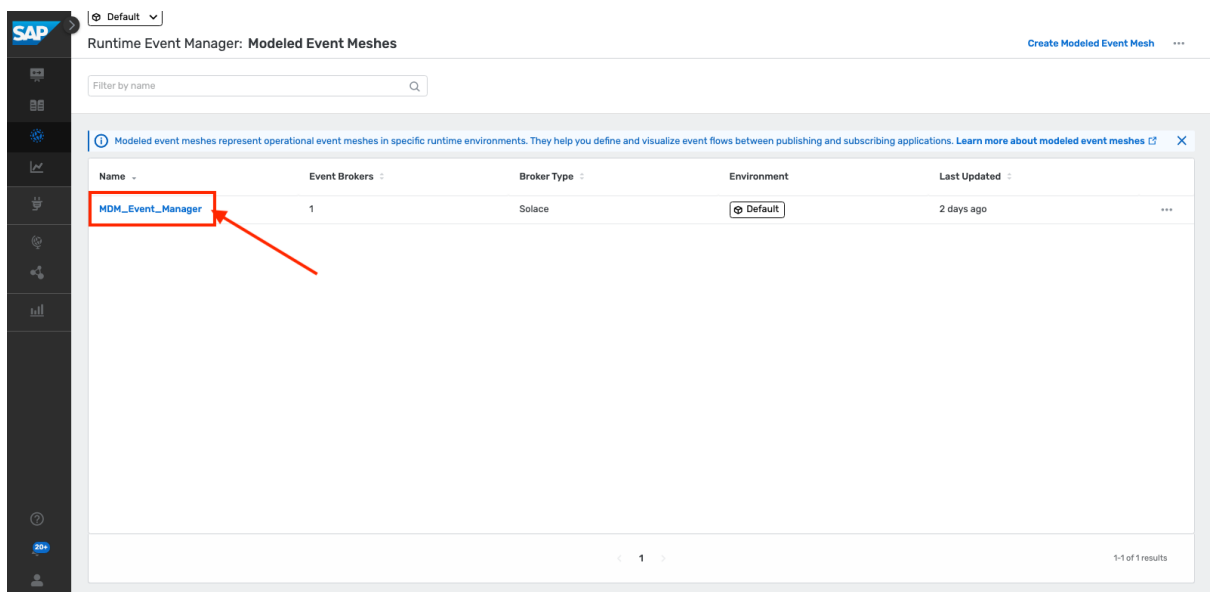 Default
SAP
Runtime Event Manager: Modeled Event Meshes
Create Modeled Event Mesh
Filter by name
Modeled event meshes represent operational event meshes in specific runtime environments. They help you define and visualize event flows between publishing and subscribing applications. Learn more about modeled event meshes
Name Event Brokers Broker Type Environment Last Updated
MDM_Event_Manager 1 Solace Default 2 days ago
20+
1 1-1 of 1 results